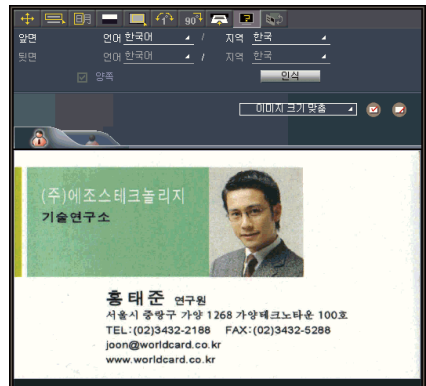 90°
앞면 언어 한국어 / 지역 한국
뒷면 언어 한국어 / 지역 한국
양쪽 인식
이미지 크기 맞춤
(주)에조스테크놀리지
기술연구소
홍태준 연구원
서울시 중랑구 가양 1268 가양테크노타운 100호
TEL:(02)3432-2188 FAX:(02)3432-5288
joon@worldcard.co.kr
www.worldcard.co.kr